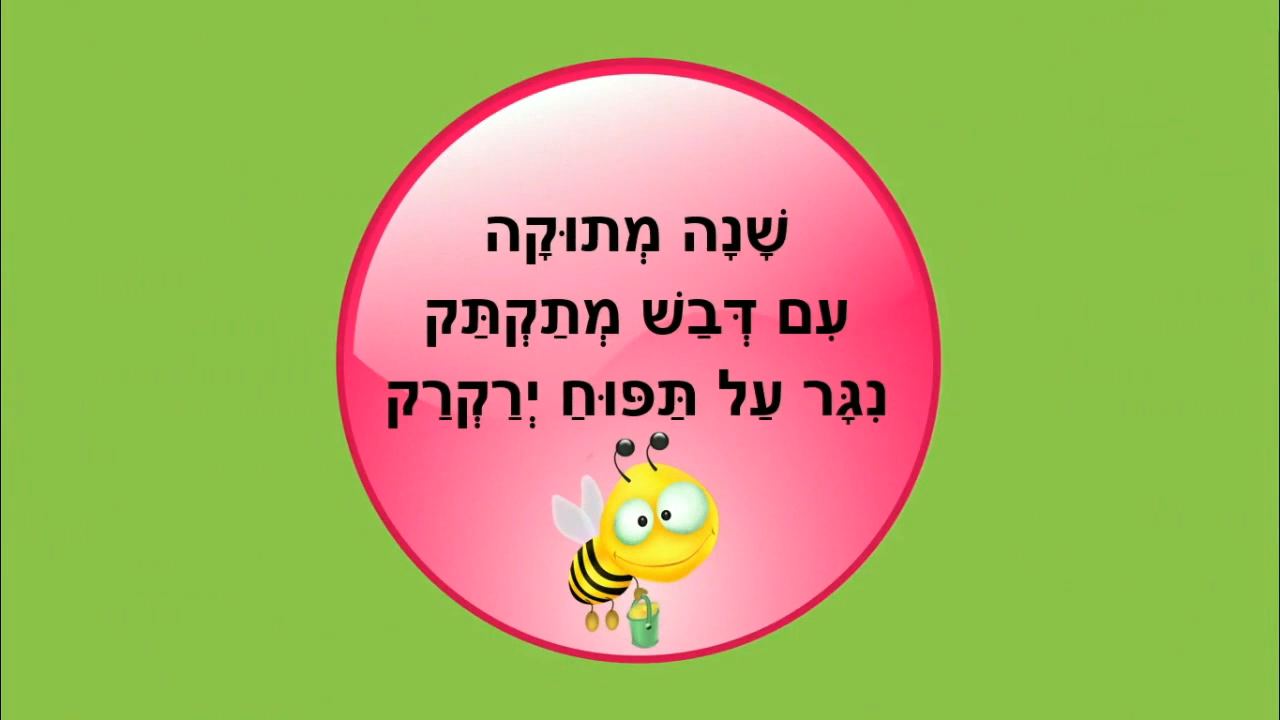 שָׁנָה מְתוּקָה
עִם דְּבַשׁ מְתַקְתַּק
נִגָּר עַל תַּפּוּחַ יְרַקְרַק